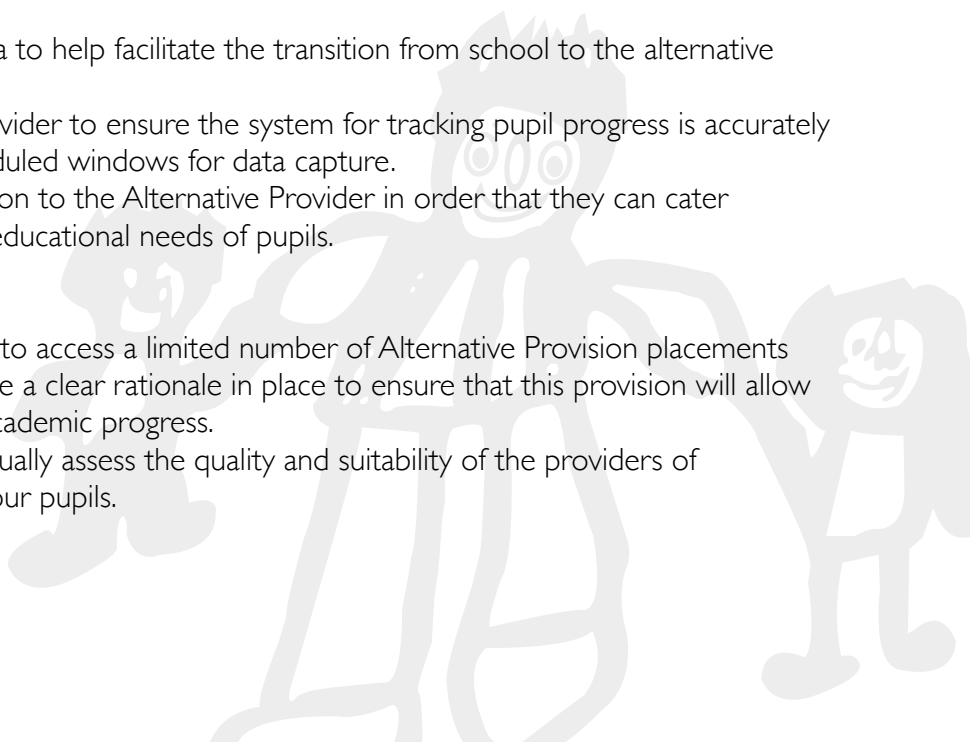 a to help facilitate the transition from school to the alternative
vider to ensure the system for tracking pupil progress is accurately
duled windows for data capture.
on to the Alternative Provider in order that they can cater
educational needs of pupils.
to access a limited number of Alternative Provision placements
e a clear rationale in place to ensure that this provision will allow
cademic progress.
ually assess the quality and suitability of the providers of
our pupils.